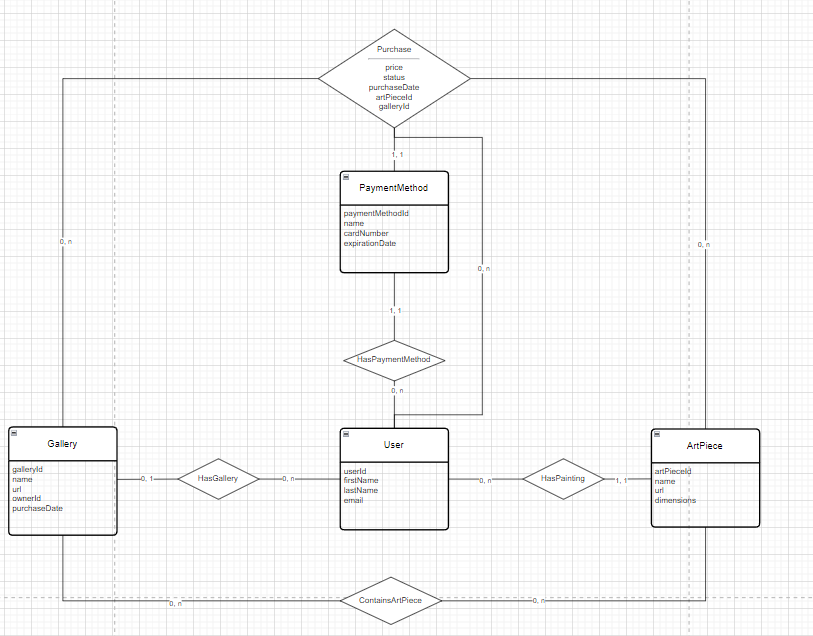 Purchase
price
status
purchaseDate
artPieceId
galleryId
1, 1
PaymentMethod
paymentMethodId
name
cardNumber
expirationDate
0, n
0, n
0, n
1, 1
HasPaymentMethod
0, n
Gallery
galleryId
name
url
ownerId
purchaseDate
0, 1
HasGallery
0, n
User
userId
firstName
lastName
email
0, n
HasPainting
1, 1
ArtPiece
artPieceId
name
url
dimensions
0, n
ContainsArtPiece
0, n